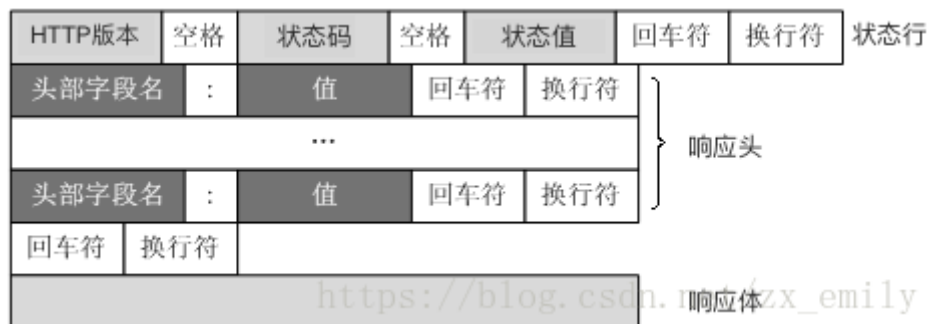 HTTP版本 空格 状态码 空格 状态值 回车符 换行符 状态行
头部字段名 : 值 回车符 换行符
...
响应头
头部字段名 : 值 回车符 换行符
回车符 换行符
https://blog.csdn.net/zx_emily
响应体